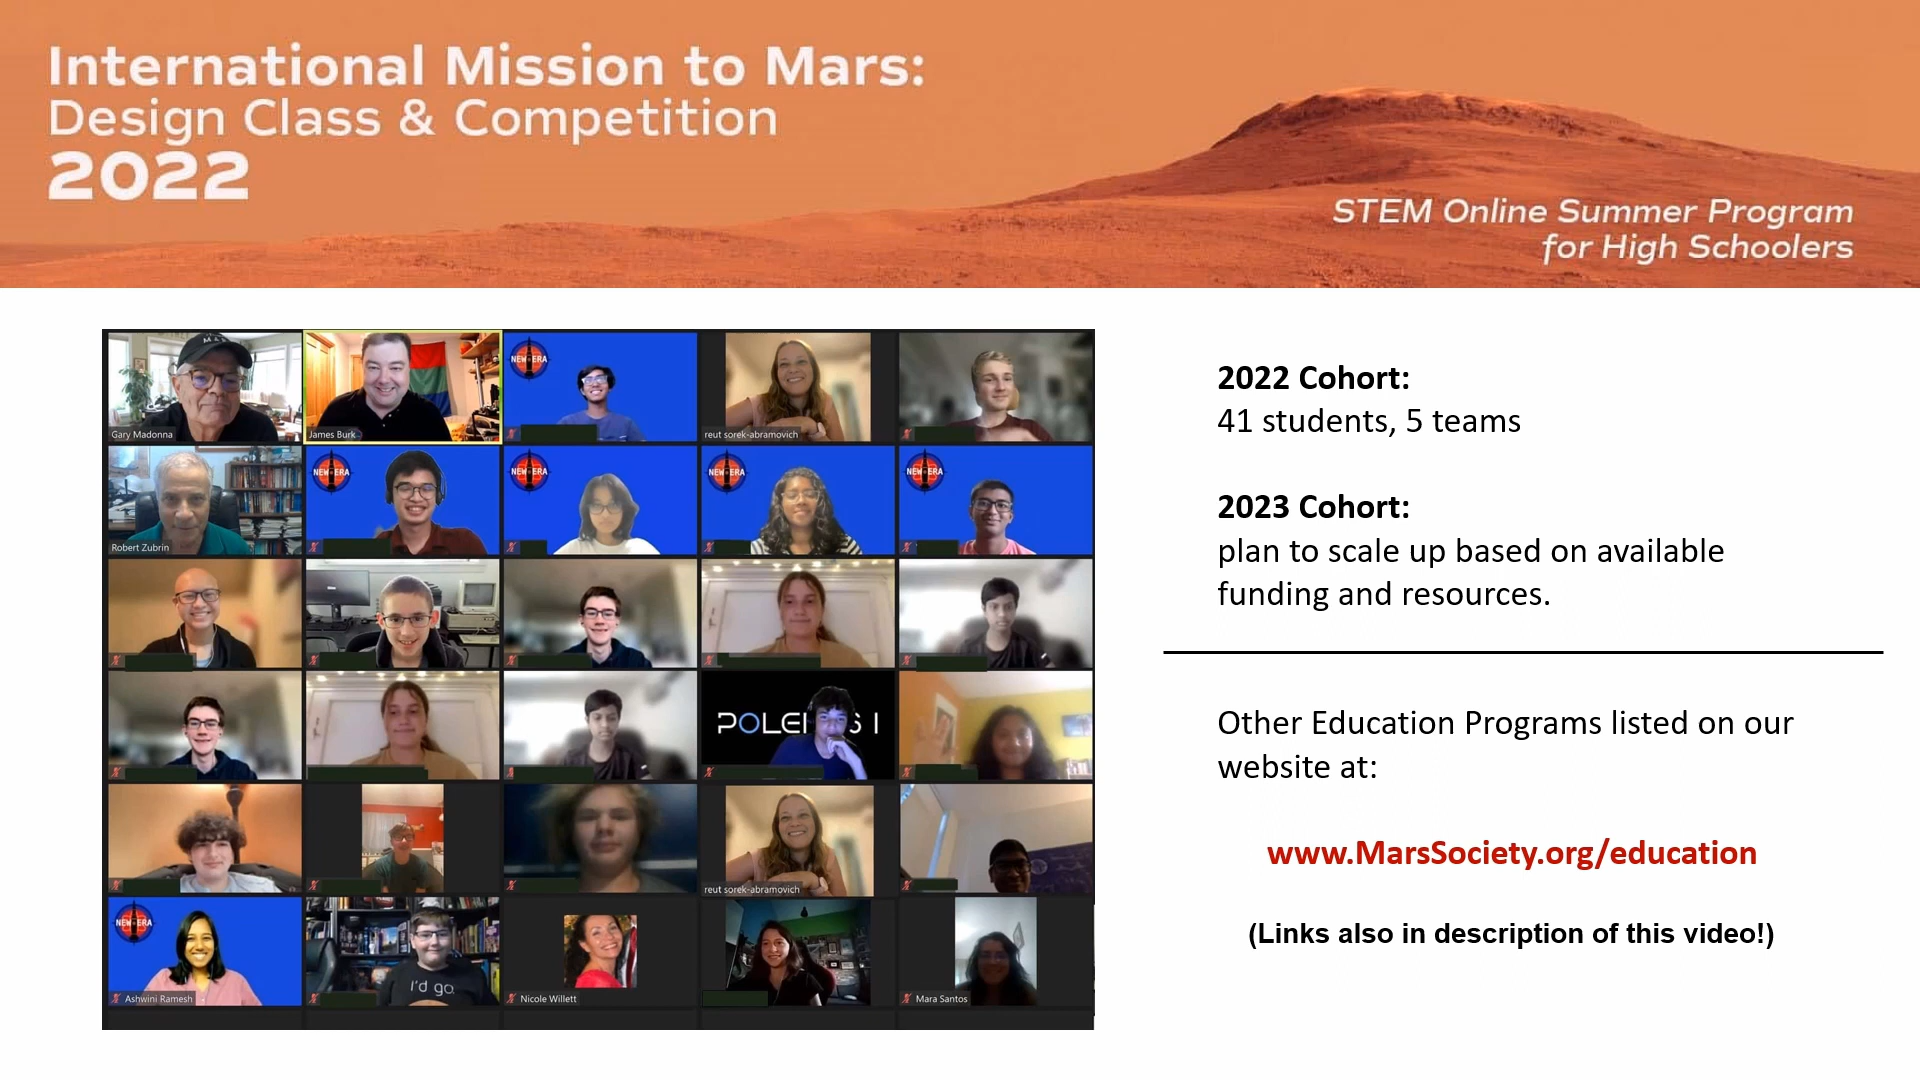 International Mission to Mars:
Design Class & Competition
2022
STEM Online Summer Program
for High Schoolers
Gary Madonna
James Burk
NEW ERA
reut sorek-abramovich
Robert Zubrin
NEW ERA
NEW ERA
NEW ERA
NEW ERA
POLE
S I
reut sorek-abramovich
NEW ERA
Ashwini Ramesh
I'd go.
Nicole Willett
Mara Santos
2022 Cohort:
41 students, 5 teams
2023 Cohort:
plan to scale up based on available
funding and resources.
Other Education Programs listed on our
website at:
www.MarsSociety.org/education
(Links also in description of this video!)